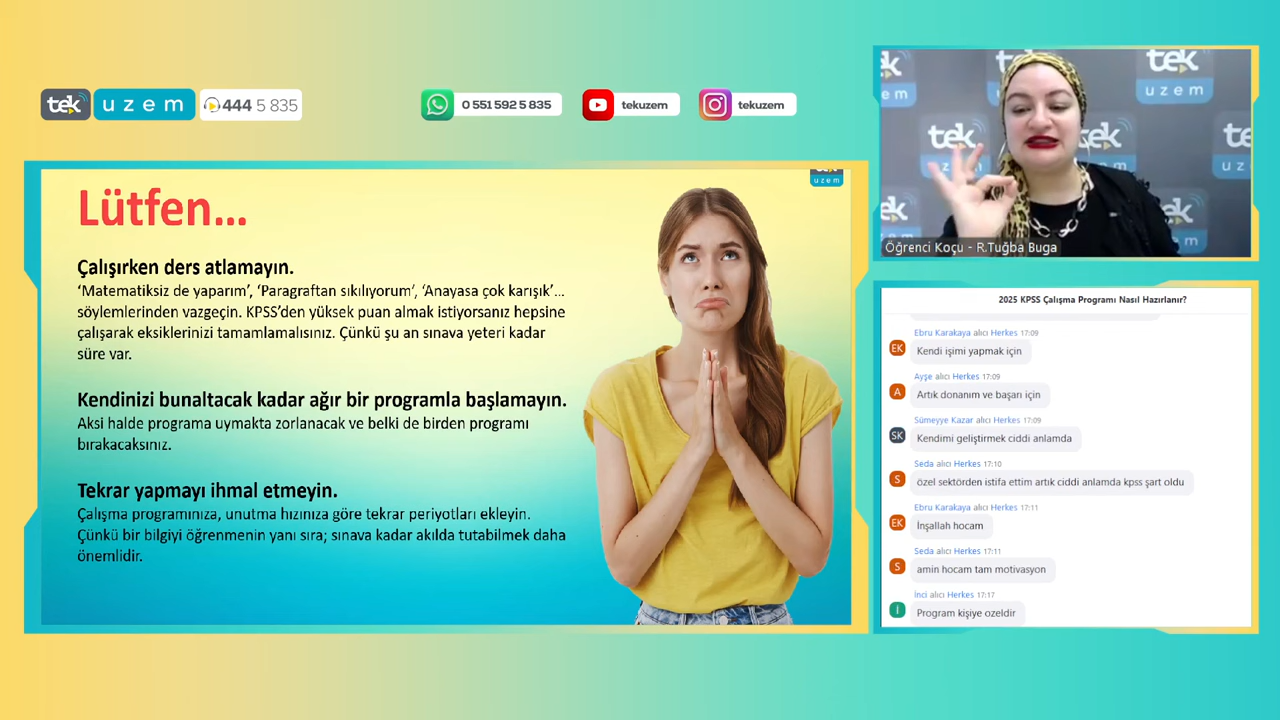 tek uzem 444 5 835
0 551 592 5 835
tekuzem
tekuzem
uzem
Lütfen...
Çalışırken ders atlamayın.
‘Matematiksiz de yaparım’, ‘Paragraftan sıkılıyorum’, ‘Anayasa çok karışık’...
söylemlerinden vazgeçin. KPSS’den yüksek puan almak istiyorsanız hepsine
çalışarak eksiklerinizi tamamlamalısınız. Çünkü şu an sınava yeteri kadar
süre var.
Kendinizi bunaltacak kadar ağır bir programla başlamayın.
Aksi halde programa uymakta zorlanacak ve belki de birden programı
bırakacaksınız.
Tekrar yapmayı ihmal etmeyin.
Çalışma programınıza, unutma hızınıza göre tekrar periyotları ekleyin.
Çünkü bir bilgiyi öğrenmenin yanı sıra; sınava kadar akılda tutabilmek daha
önemlidir.
tek
uzem
tek
Öğrenci Koçu - R.Tuğba Buga
2025 KPSS Çalışma Programı Nasıl Hazırlanır?
Ebru Karakaya alıcı Herkes 17:09
EK Kendi işimi yapmak için
Ayşe alıcı Herkes 17:09
A Artık donanım ve başarı için
Sümeyye Kazar alıcı Herkes 17:09
SK Kendimi geliştirmek ciddi anlamda
Seda alıcı Herkes 17:10
S özel sektörden istifa ettim artık ciddi anlamda kpss şart oldu
Ebru Karakaya alıcı Herkes 17:11
EK İnşallah hocam
Seda alıcı Herkes 17:11
S amin hocam tam motivasyon
İnci alıcı Herkes 17:17
İ Program kişiye ozeldir